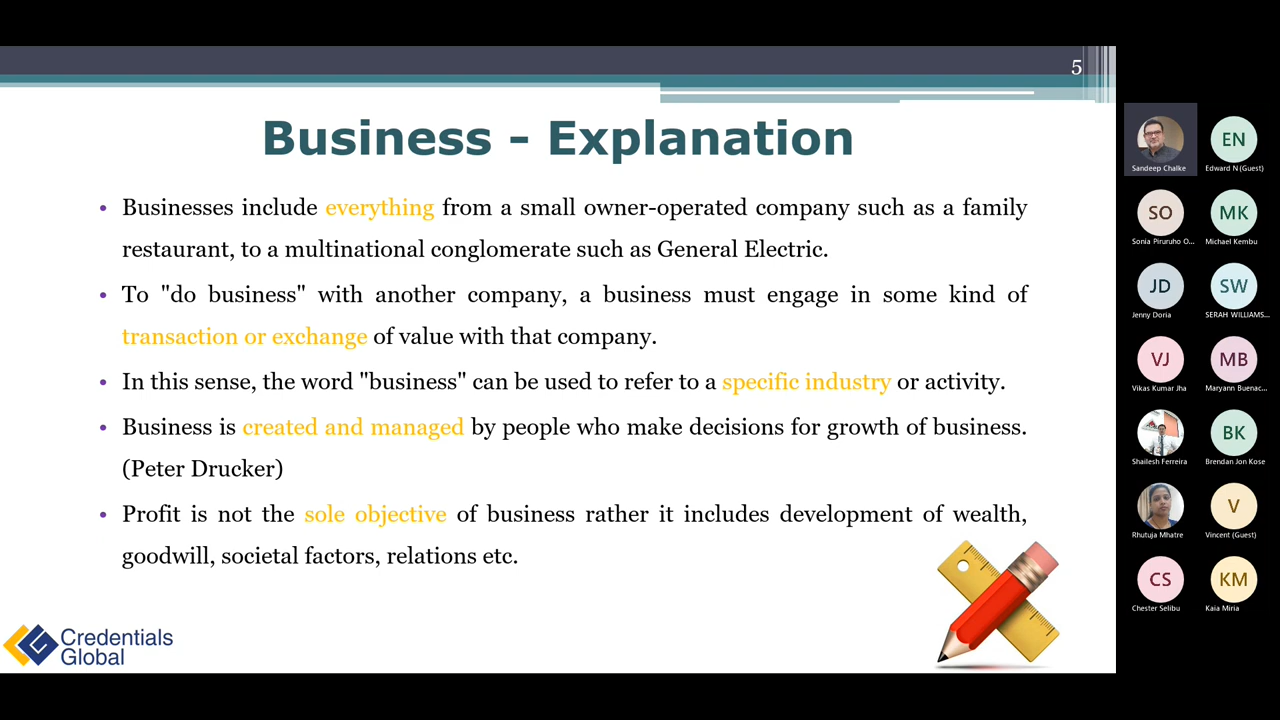 5
Business - Explanation
• Businesses include everything from a small owner-operated company such as a family
restaurant, to a multinational conglomerate such as General Electric.
• To "do business" with another company, a business must engage in some kind of
transaction or exchange of value with that company.
• In this sense, the word "business" can be used to refer to a specific industry or activity.
• Business is created and managed by people who make decisions for growth of business.
(Peter Drucker)
• Profit is not the sole objective of business rather it includes development of wealth,
goodwill, societal factors, relations etc.
Credentials
Global
Sandeep Chalke
EN
Edward N (Guest)
SO
Sonia Piruruho O...
MK
Michael Kembu
JD
Jenny Doria
SW
SERAH WILLIAMS...
VJ
Vikas Kumar Jha
MB
Maryann Buenac...
Shailesh Ferreira
BK
Brendan Jon Kose
Rhutuja Mhatre
V
Vincent (Guest)
CS
Chester Selibu
KM
Kaia Miria